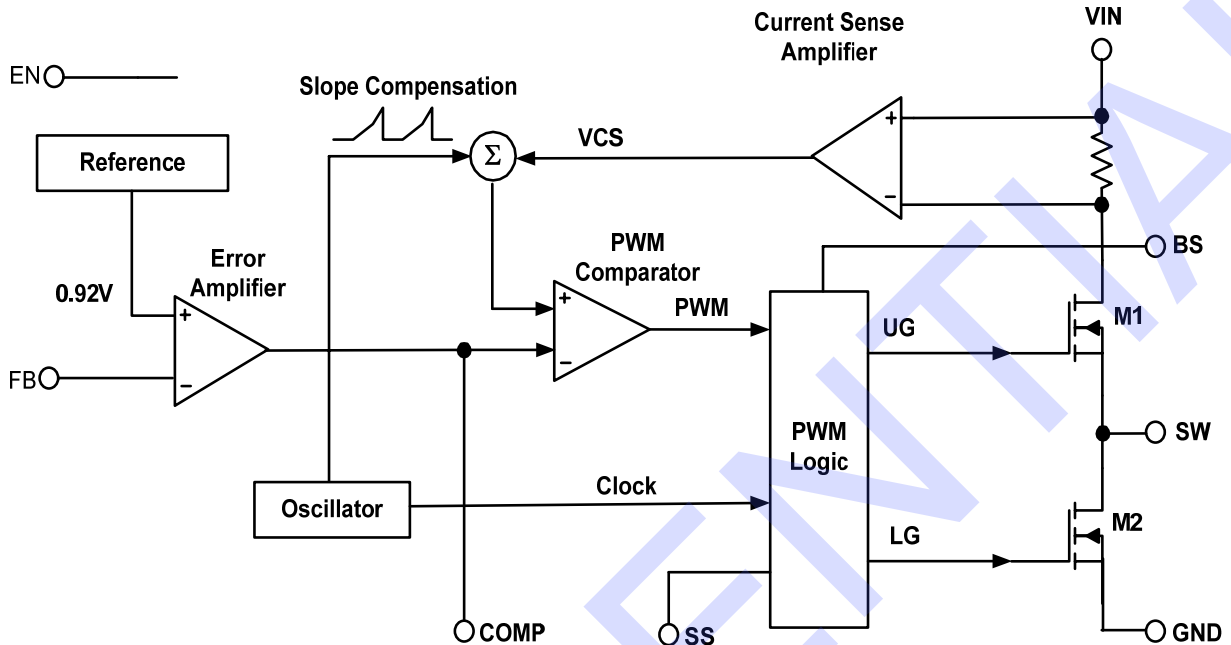 Current Sense
Amplifier
VIN
EN
Slope Compensation
Reference
Σ
VCS
+
−
BS
Error
Amplifier
PWM
Comparator
0.92V
+
−
+
−
PWM
UG
M1
FB
PWM
Logic
SW
Oscillator
Clock
LG
M2
COMP
SS
GND
ENTIA